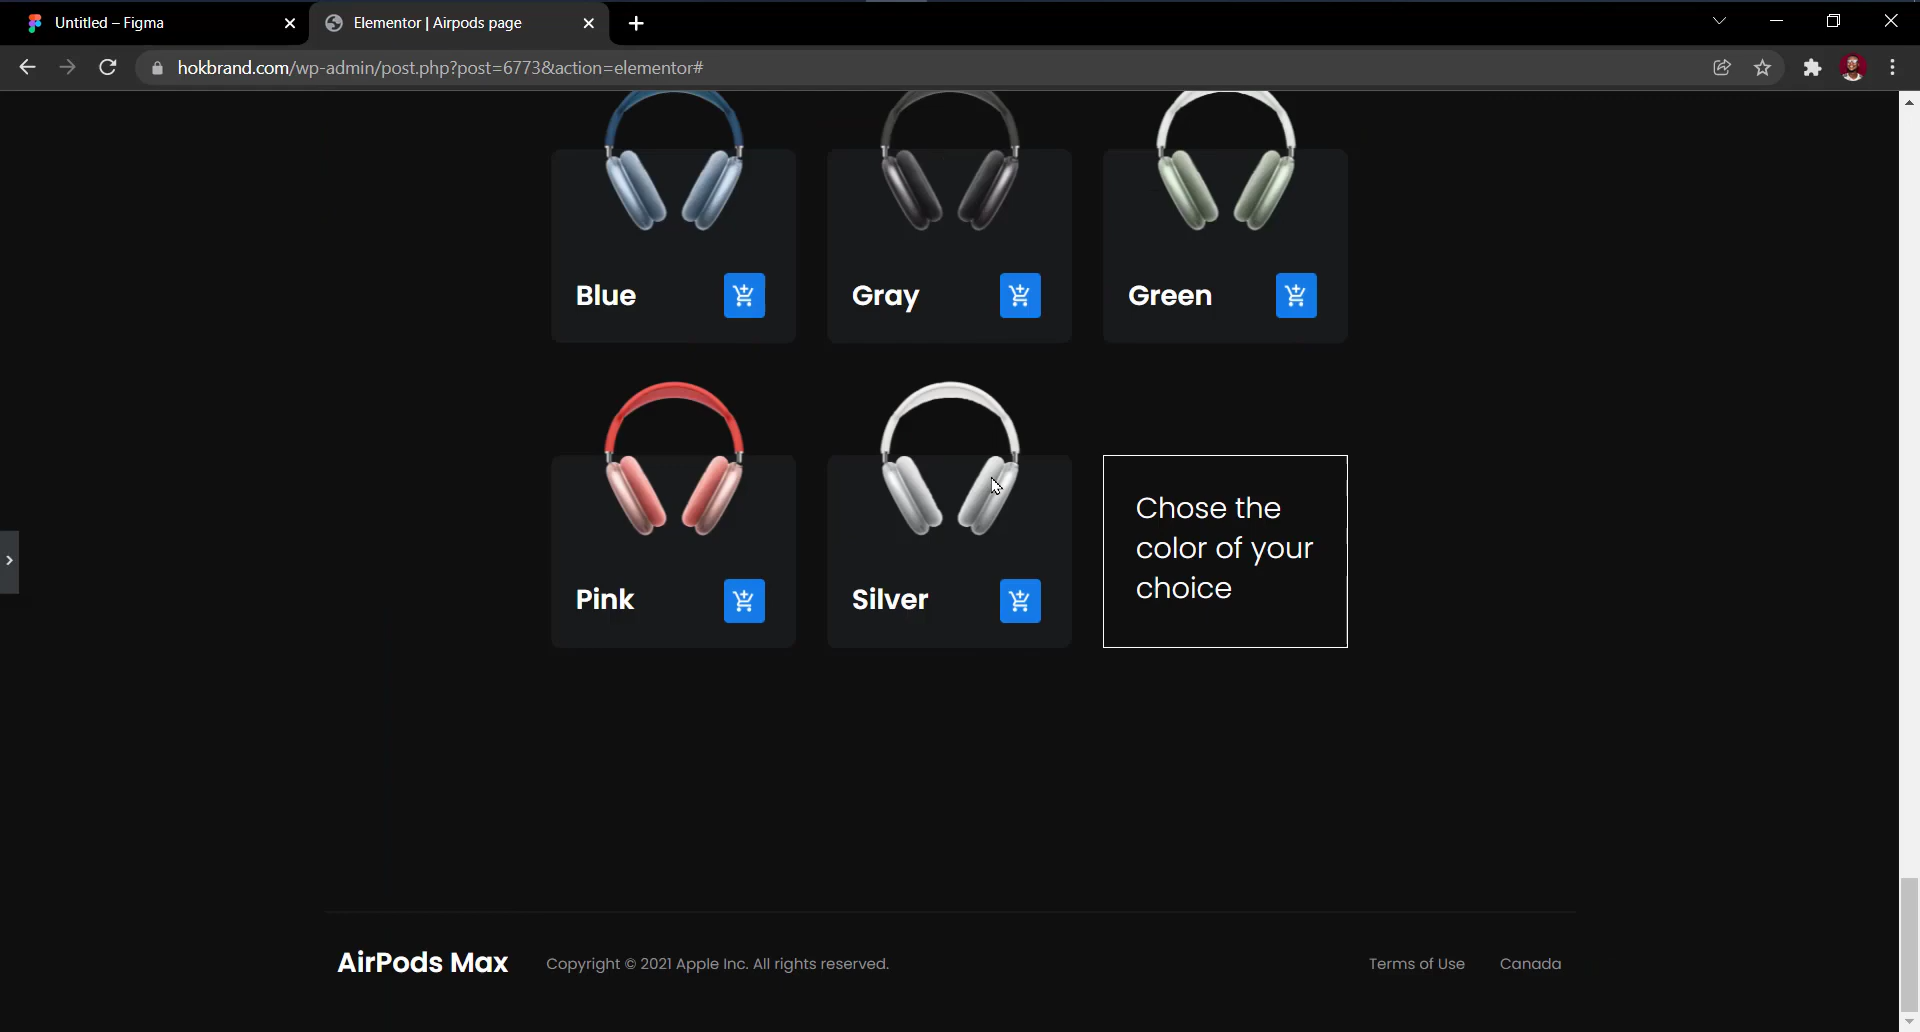 Untitled – Figma
Elementor | Airpods page
hokbrand.com/wp-admin/post.php?post=6773&action=elementor#
Blue
Gray
Green
Pink
Silver
Chose the
color of your
choice
AirPods Max
Copyright © 2021 Apple Inc. All rights reserved.
Terms of Use
Canada